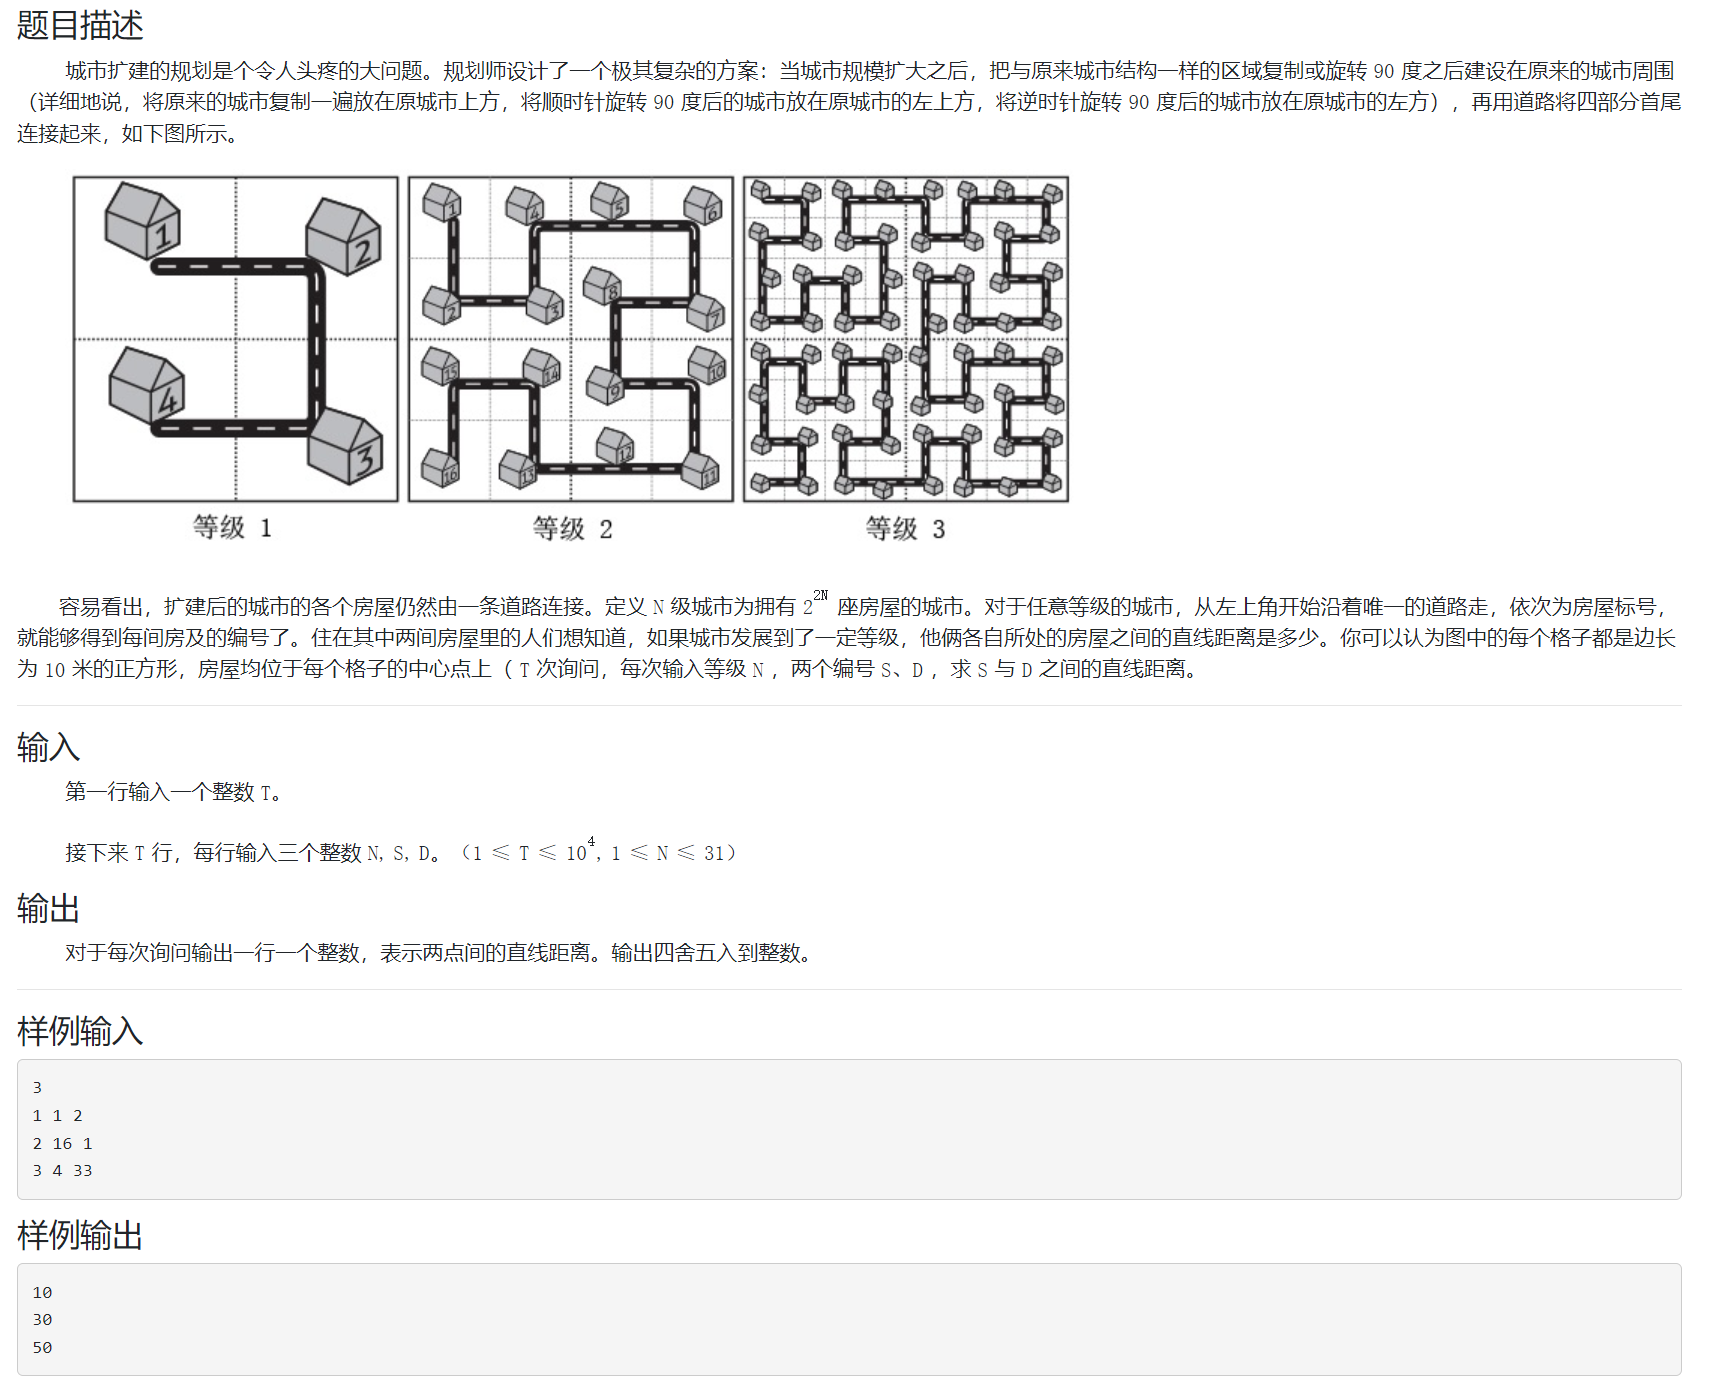 题目描述
城市扩建的规划是个令人头疼的大问题。规划师设计了一个极其复杂的方案：当城市规模扩大之后，把与原来城市结构一样的区域复制或旋转 90 度之后建设在原来的城市周围
（详细地说，将原来的城市复制一遍放在原城市上方，将顺时针旋转 90 度后的城市放在原城市的左上方，将逆时针旋转 90 度后的城市放在原城市的左方），再用道路将四部分首尾
连接起来，如下图所示。
1 2
4 3
1 4 5 6
2 3 8 7
15 14 9 10
16 13 12 11
等级 1 等级 2 等级 3
容易看出，扩建后的城市的各个房屋仍然由一条道路连接。定义 N 级城市为拥有 2^2N 座房屋的城市。对于任意等级的城市，从左上角开始沿着唯一的道路走，依次为房屋标号，
就能够得到每间房及的编号了。住在其中两间房屋里的人们想知道，如果城市发展到了一定等级，他俩各自所处的房屋之间的直线距离是多少。你可以认为图中的每个格子都是边长
为 10 米的正方形，房屋均位于每个格子的中心点上（ T 次询问，每次输入等级 N ，两个编号 S、D ，求 S 与 D 之间的直线距离。
输入
第一行输入一个整数 T。
接下来 T 行，每行输入三个整数 N, S, D。（1 ≤ T ≤ 10^4, 1 ≤ N ≤ 31）
输出
对于每次询问输出一行一个整数，表示两点间的直线距离。输出四舍五入到整数。
样例输入
3
1 1 2
2 16 1
3 4 33
样例输出
10
30
50